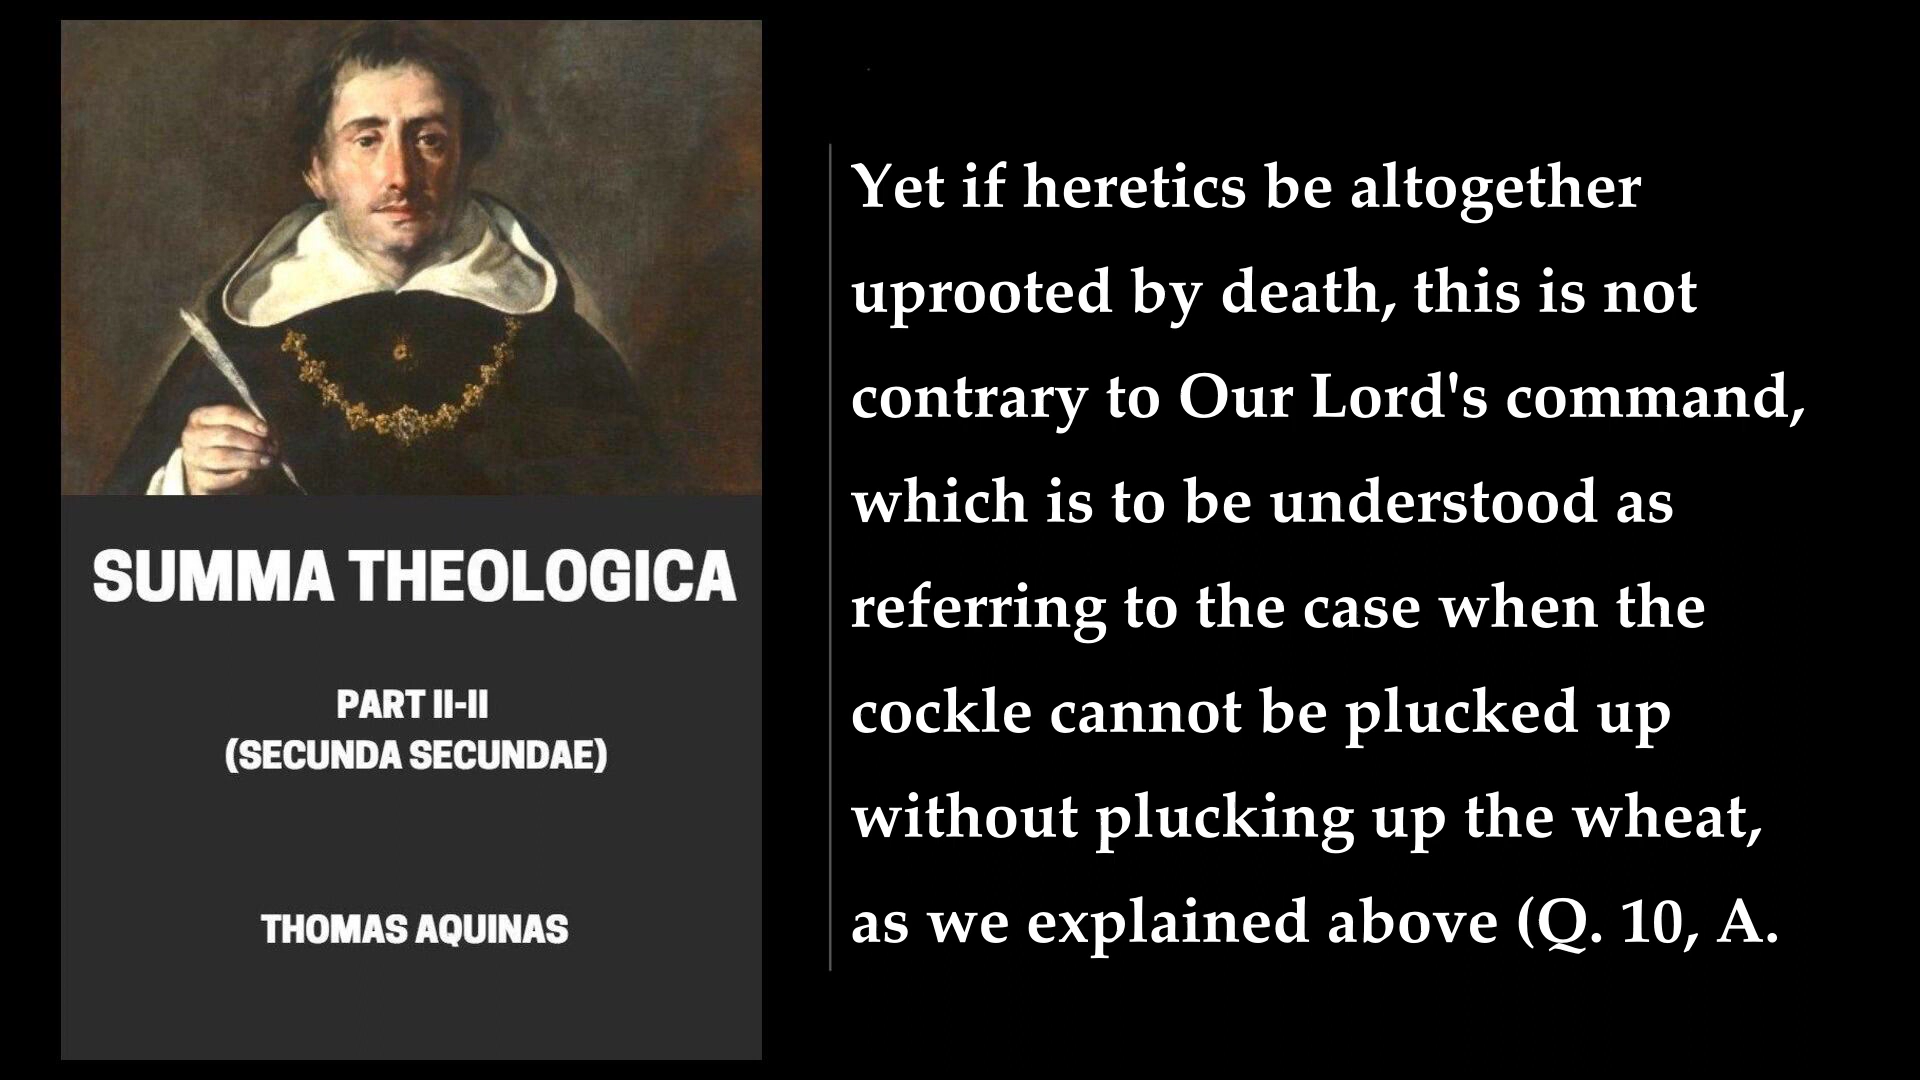 SUMMA THEOLOGICA
PART II-II
(SECUNDA SECUNDAE)
THOMAS AQUINAS
Yet if heretics be altogether
uprooted by death, this is not
contrary to Our Lord's command,
which is to be understood as
referring to the case when the
cockle cannot be plucked up
without plucking up the wheat,
as we explained above (Q. 10, A.